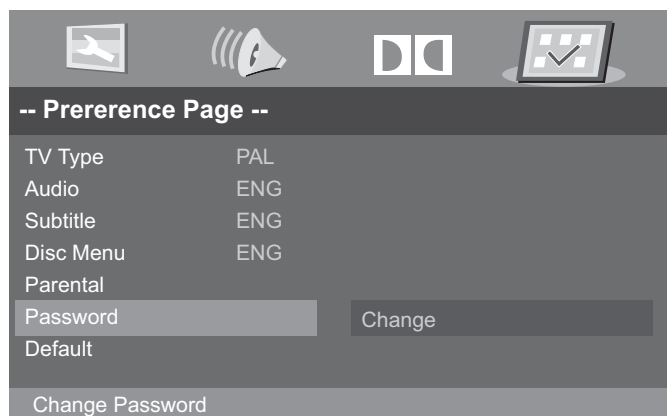 -- Prererence Page --
TV Type PAL
Audio ENG
Subtitle ENG
Disc Menu ENG
Parental
Password Change
Default
Change Password